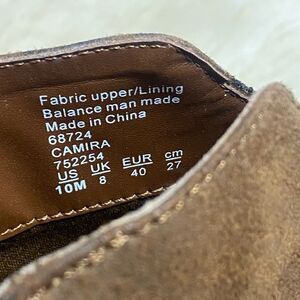 Fabric upper/Lining
Balance man made
Made in China
68724
CAMIRA
752254
US UK EUR cm
10M 8 40 27